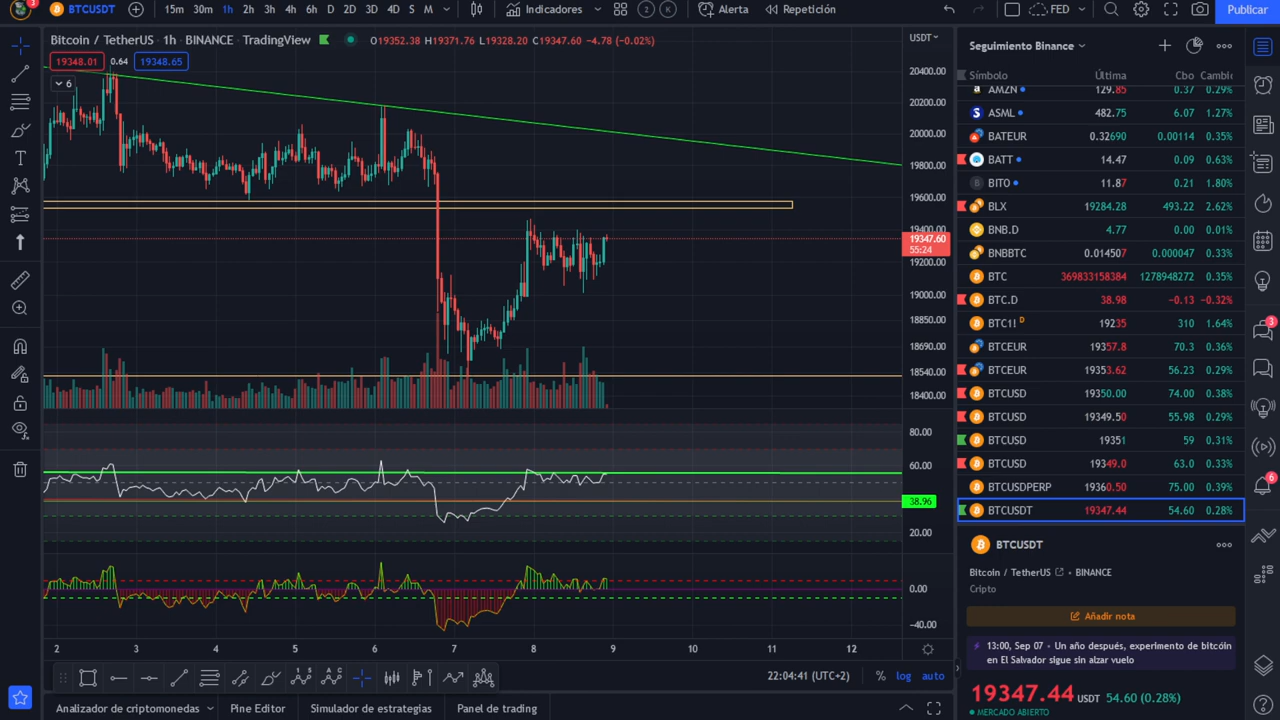 3
BTCUSDT
15m 30m 1h 2h 3h 4h 6h D 2D 3D 4D S M
Indicadores
2 K
Alerta
Repetición
FED
Publicar
Bitcoin / TetherUS · 1h · BINANCE · TradingView
O19352.38 H19371.76 L19328.20 C19347.60 −4.78 (−0.02%)
19348.01 0.64 19348.65
6
USDT
20400.00
20200.00
20000.00
19800.00
19600.00
19400.00
19347.60
55:24
19200.00
19000.00
18850.00
18690.00
18540.00
18400.00
80.00
60.00
38.96
20.00
0.00
−40.00
2 3 4 5 6 7 8 9 10 11 12
22:04:41 (UTC+2) % log auto
Analizador de criptomonedas
Pine Editor
Simulador de estrategias
Panel de trading
Seguimiento Binance
Símbolo Última Cbo Cambic
AMZN 129.85 0.37 0.29%
ASML 482.75 6.07 1.27%
BATEUR 0.32690 0.00114 0.35%
BATT 14.47 0.09 0.63%
BITO 11.87 0.21 1.80%
BLX 19284.28 493.22 2.62%
BNB.D 4.77 0.00 0.01%
BNBBTC 0.014507 0.000047 0.33%
BTC 369833158384 1278948272 0.35%
BTC.D 38.98 −0.13 −0.32%
BTC1! D 19235 310 1.64%
BTCEUR 19357.8 70.3 0.36%
BTCEUR 19353.62 56.23 0.29%
BTCUSD 19350.00 74.00 0.38%
BTCUSD 19349.50 55.98 0.29%
BTCUSD 19351 59 0.31%
BTCUSD 19349.0 63.0 0.33%
BTCUSDPERP 19360.50 75.00 0.39%
BTCUSDT 19347.44 54.60 0.28%
BTCUSDT
Bitcoin / TetherUS • BINANCE
Cripto
Añadir nota
13:00, Sep 07 • Un año después, experimento de bitcóin
en El Salvador sigue sin alzar vuelo
19347.44 USDT 54.60 (0.28%)
MERCADO ABIERTO
3
6